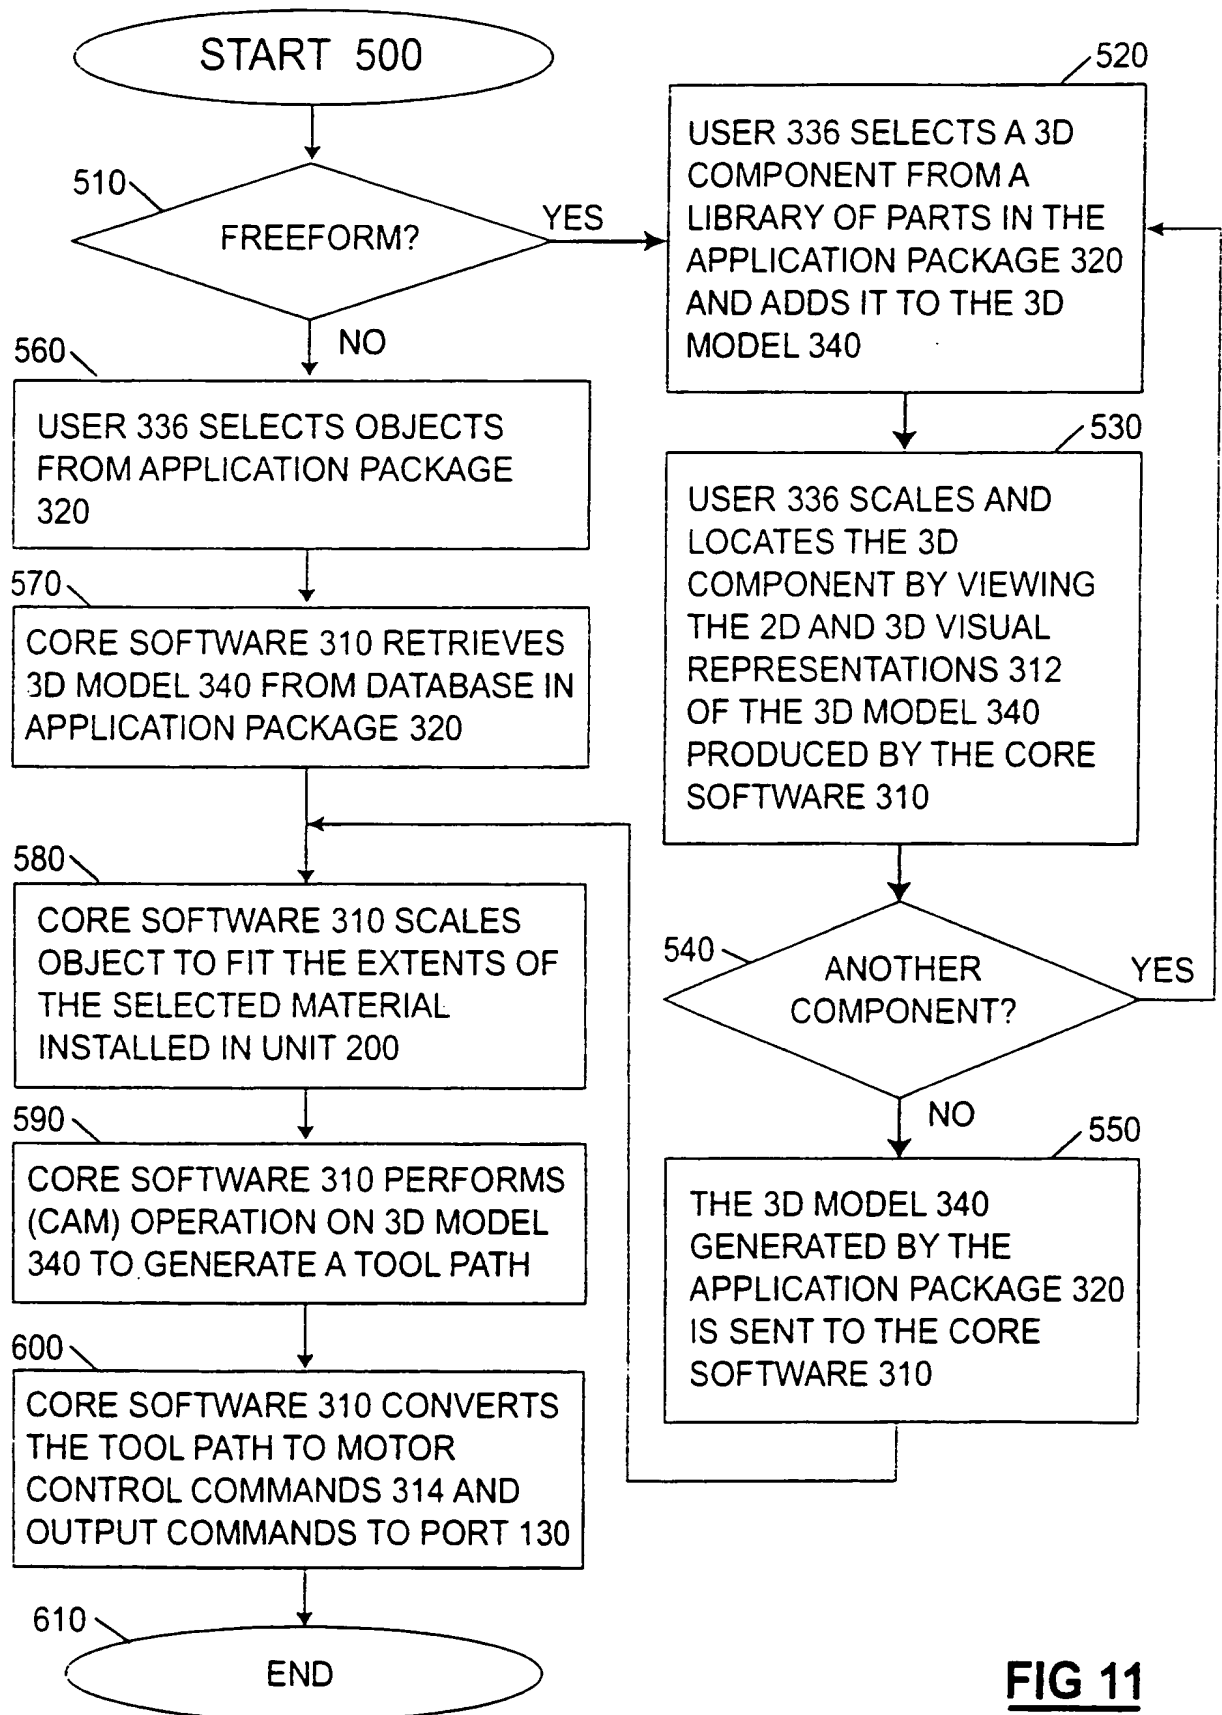 START 500
510
FREEFORM?
YES
NO
560
USER 336 SELECTS OBJECTS
FROM APPLICATION PACKAGE
320
570
CORE SOFTWARE 310 RETRIEVES
3D MODEL 340 FROM DATABASE IN
APPLICATION PACKAGE 320
580
CORE SOFTWARE 310 SCALES
OBJECT TO FIT THE EXTENTS OF
THE SELECTED MATERIAL
INSTALLED IN UNIT 200
590
CORE SOFTWARE 310 PERFORMS
(CAM) OPERATION ON 3D MODEL
340 TO GENERATE A TOOL PATH
600
CORE SOFTWARE 310 CONVERTS
THE TOOL PATH TO MOTOR
CONTROL COMMANDS 314 AND
OUTPUT COMMANDS TO PORT 130
610
END
520
USER 336 SELECTS A 3D
COMPONENT FROM A
LIBRARY OF PARTS IN THE
APPLICATION PACKAGE 320
AND ADDS IT TO THE 3D
MODEL 340
530
USER 336 SCALES AND
LOCATES THE 3D
COMPONENT BY VIEWING
THE 2D AND 3D VISUAL
REPRESENTATIONS 312
OF THE 3D MODEL 340
PRODUCED BY THE CORE
SOFTWARE 310
540
ANOTHER
COMPONENT?
YES
NO
550
THE 3D MODEL 340
GENERATED BY THE
APPLICATION PACKAGE 320
IS SENT TO THE CORE
SOFTWARE 310
FIG 11